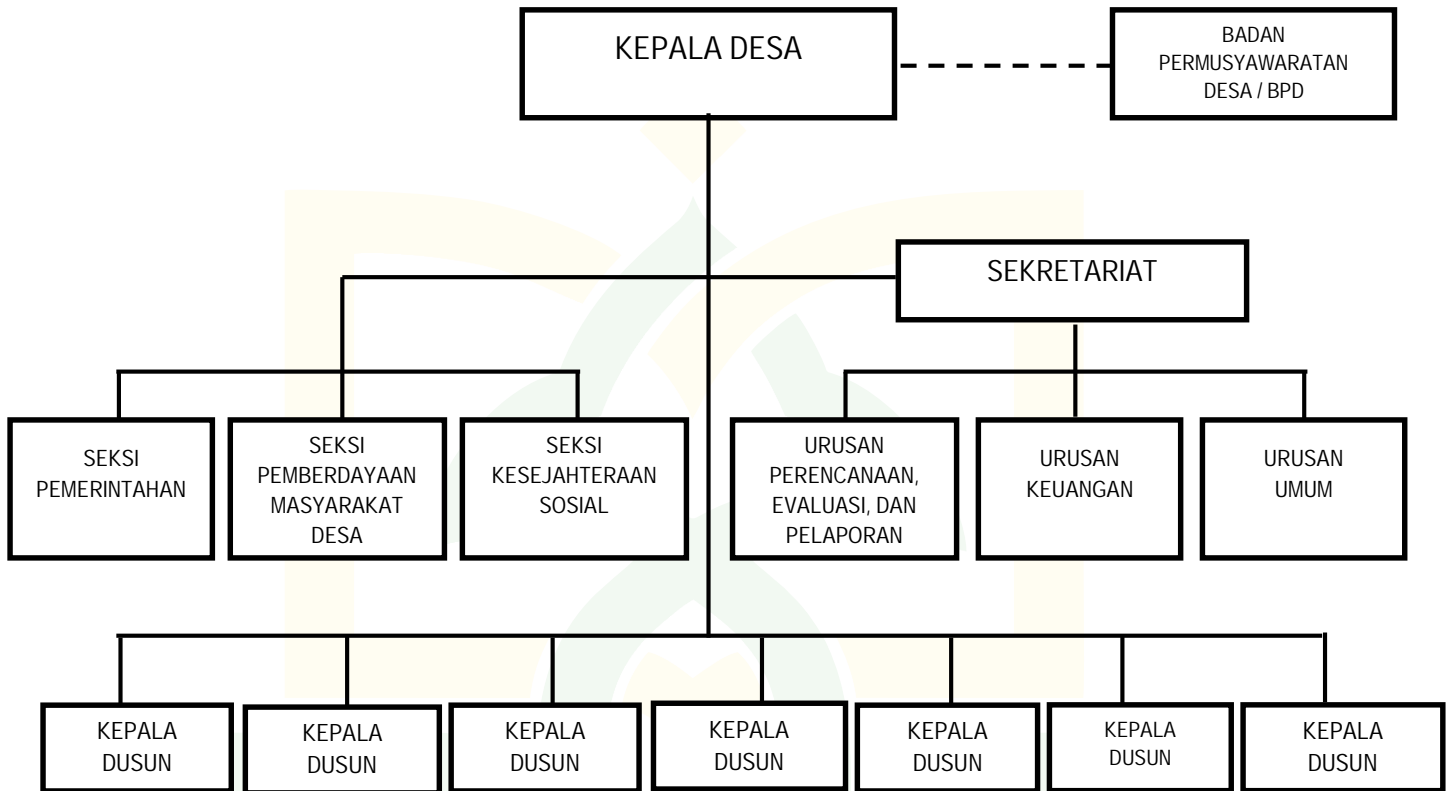 KEPALA DESA
BADAN
PERMUSYAWARATAN
DESA / BPD
SEKRETARIAT
SEKSI
PEMERINTAHAN
SEKSI
PEMBERDAYAAN
MASYARAKAT
DESA
SEKSI
KESEJAHTERAAN
SOSIAL
URUSAN
PERENCANAAN,
EVALUASI, DAN
PELAPORAN
URUSAN
KEUANGAN
URUSAN
UMUM
KEPALA
DUSUN
KEPALA
DUSUN
KEPALA
DUSUN
KEPALA
DUSUN
KEPALA
DUSUN
KEPALA
DUSUN
KEPALA
DUSUN